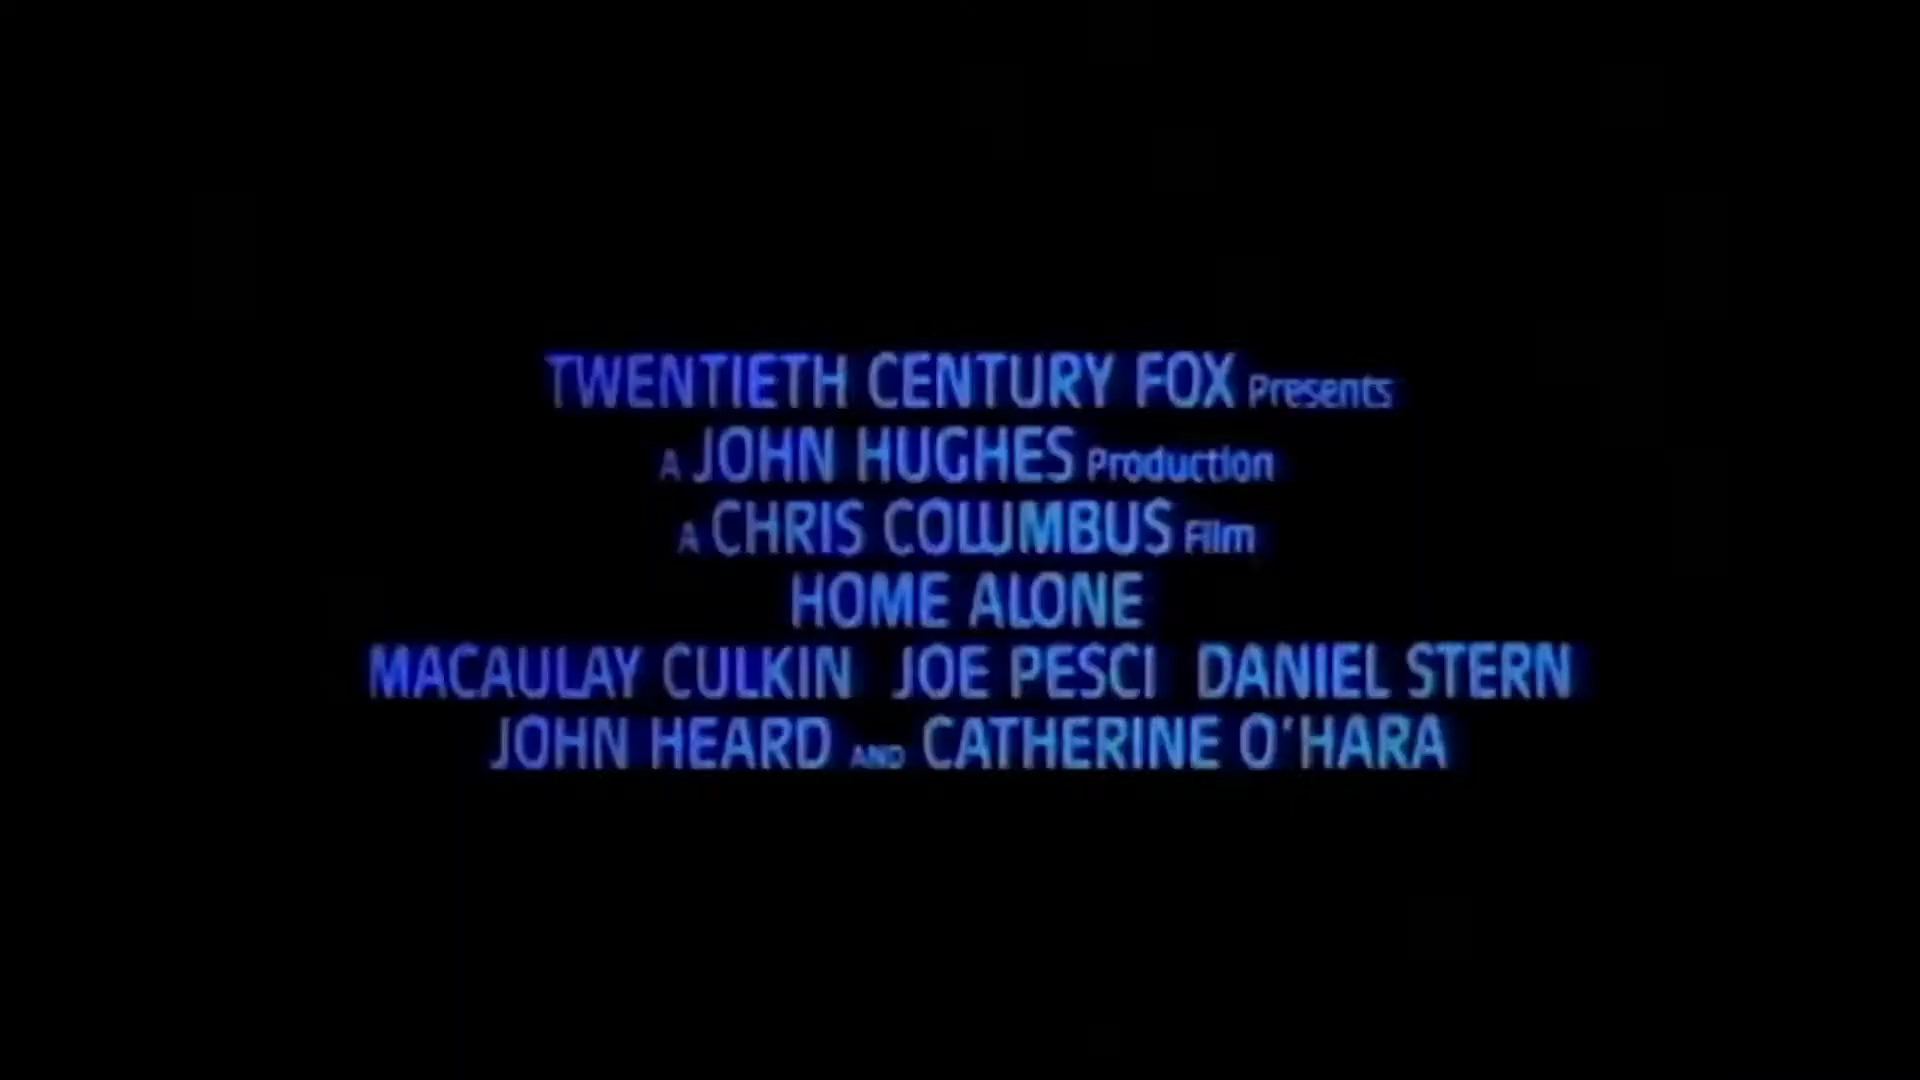 TWENTIETH CENTURY FOX Presents
A JOHN HUGHES Production
A CHRIS COLUMBUS Film
HOME ALONE
MACAULAY CULKIN JOE PESCI DANIEL STERN
JOHN HEARD AND CATHERINE O'HARA